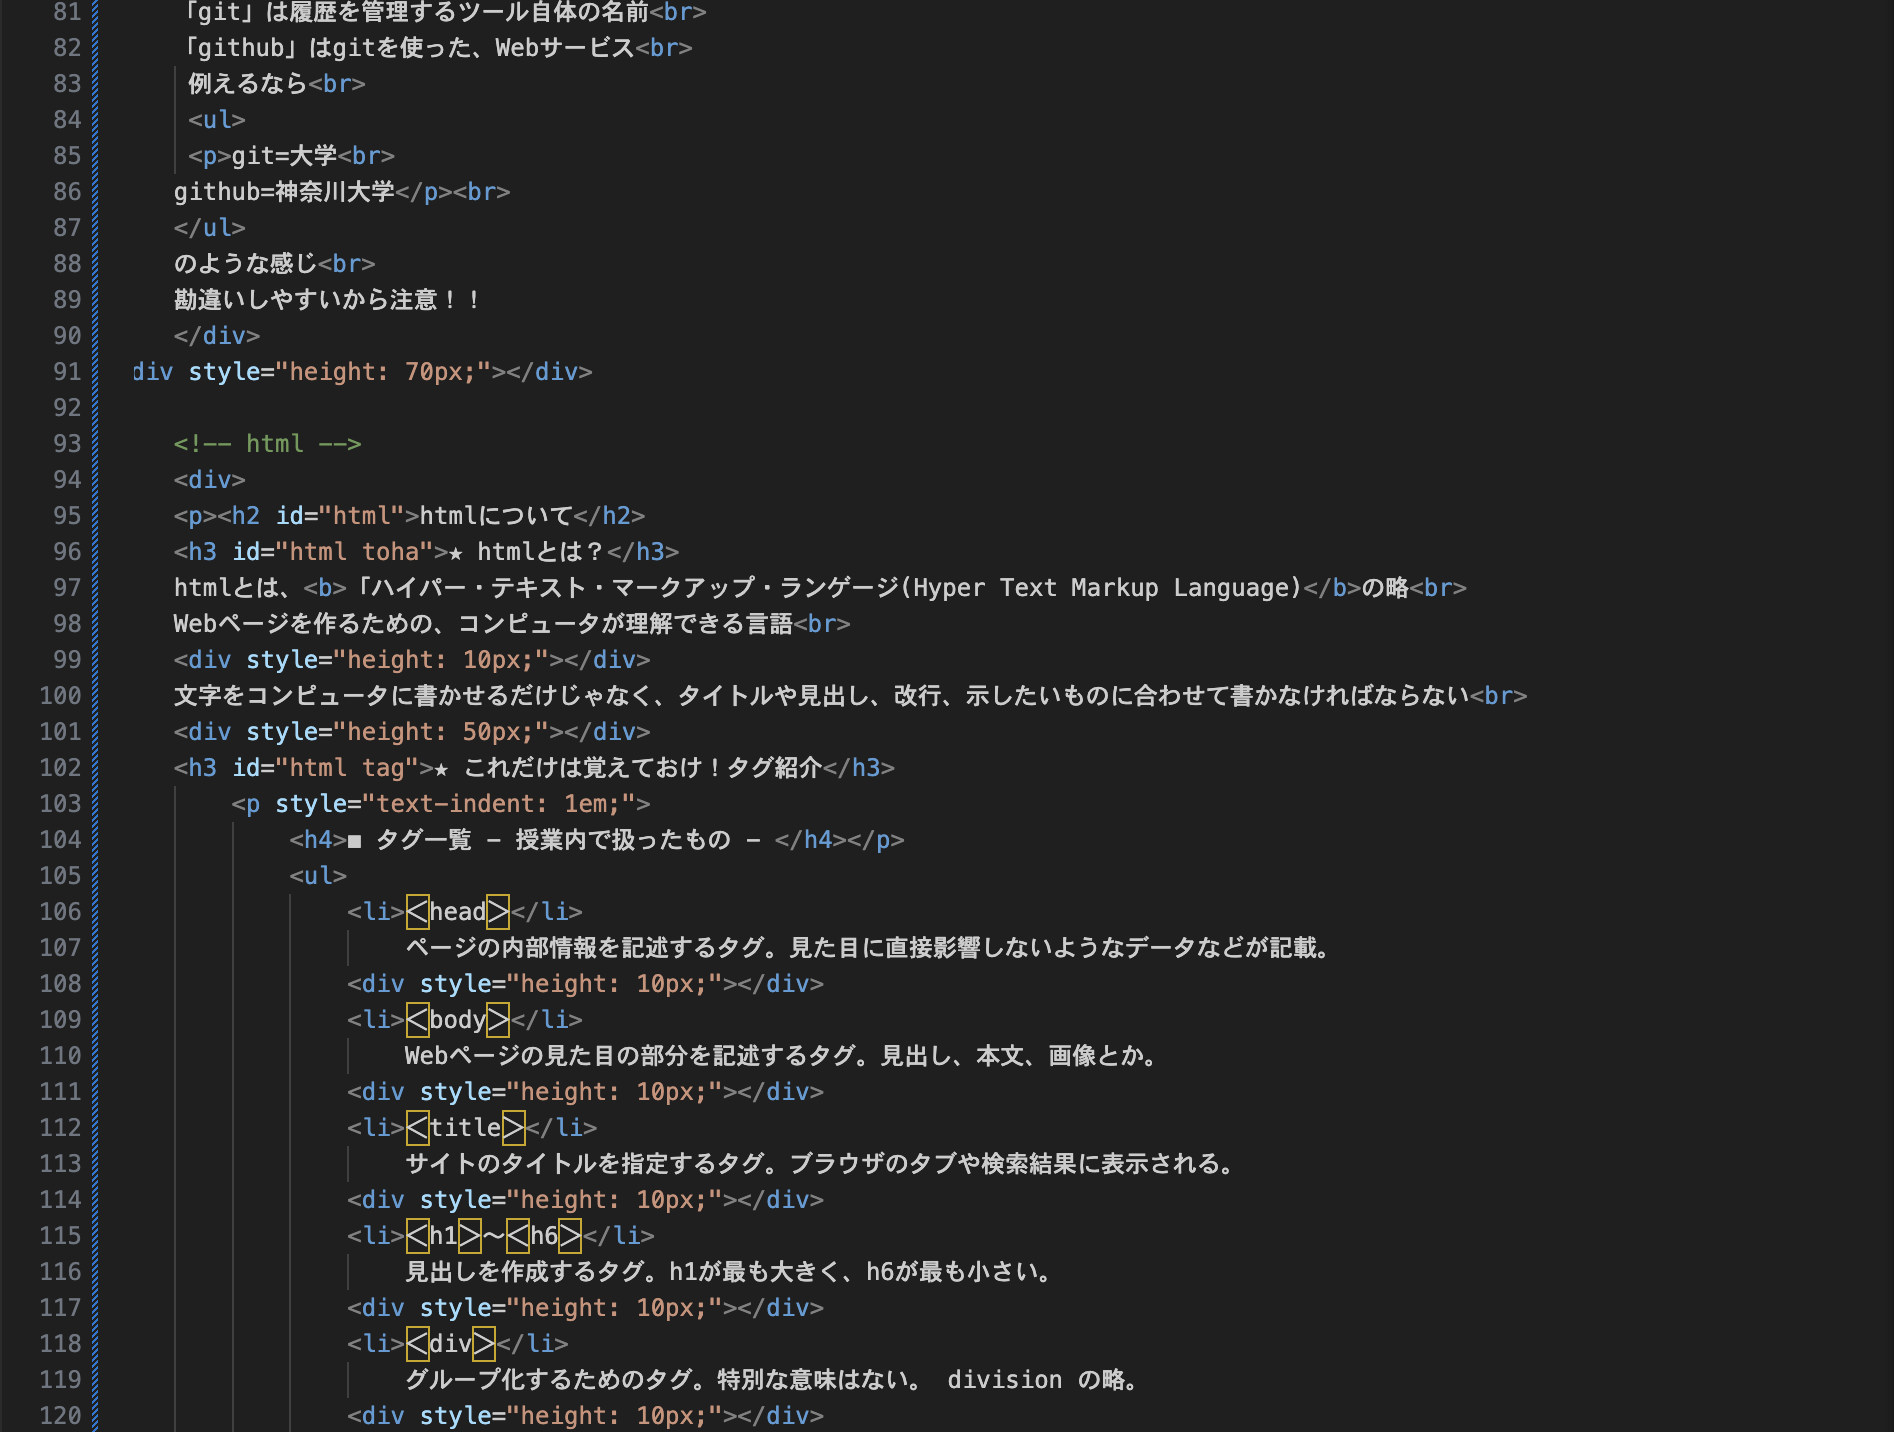 81 「git」は履歴を管理するツール自体の名前<br>
82 「github」はgitを使った、Webサービス<br>
83 例えるなら<br>
84 <ul>
85 <p>git=大学<br>
86 github=神奈川大学</p><br>
87 </ul>
88 のような感じ<br>
89 勘違いしやすいから注意！！
90 </div>
91 div style="height: 70px;"></div>
92
93 <!-- html -->
94 <div>
95 <p><h2 id="html">htmlについて</h2>
96 <h3 id="html toha">★ htmlとは？</h3>
97 htmlとは、<b>「ハイパー・テキスト・マークアップ・ランゲージ(Hyper Text Markup Language)</b>の略<br>
98 Webページを作るための、コンピュータが理解できる言語<br>
99 <div style="height: 10px;"></div>
100 文字をコンピュータに書かせるだけじゃなく、タイトルや見出し、改行、示したいものに合わせて書かなければならない<br>
101 <div style="height: 50px;"></div>
102 <h3 id="html tag">★ これだけは覚えておけ！タグ紹介</h3>
103 <p style="text-indent: 1em;">
104 <h4>■ タグ一覧 − 授業内で扱ったもの − </h4></p>
105 <ul>
106 <li>＜head＞</li>
107 ページの内部情報を記述するタグ。見た目に直接影響しないようなデータなどが記載。
108 <div style="height: 10px;"></div>
109 <li>＜body＞</li>
110 Webページの見た目の部分を記述するタグ。見出し、本文、画像とか。
111 <div style="height: 10px;"></div>
112 <li>＜title＞</li>
113 サイトのタイトルを指定するタグ。ブラウザのタブや検索結果に表示される。
114 <div style="height: 10px;"></div>
115 <li>＜h1＞〜＜h6＞</li>
116 見出しを作成するタグ。h1が最も大きく、h6が最も小さい。
117 <div style="height: 10px;"></div>
118 <li>＜div＞</li>
119 グループ化するためのタグ。特別な意味はない。 division の略。
120 <div style="height: 10px;"></div>